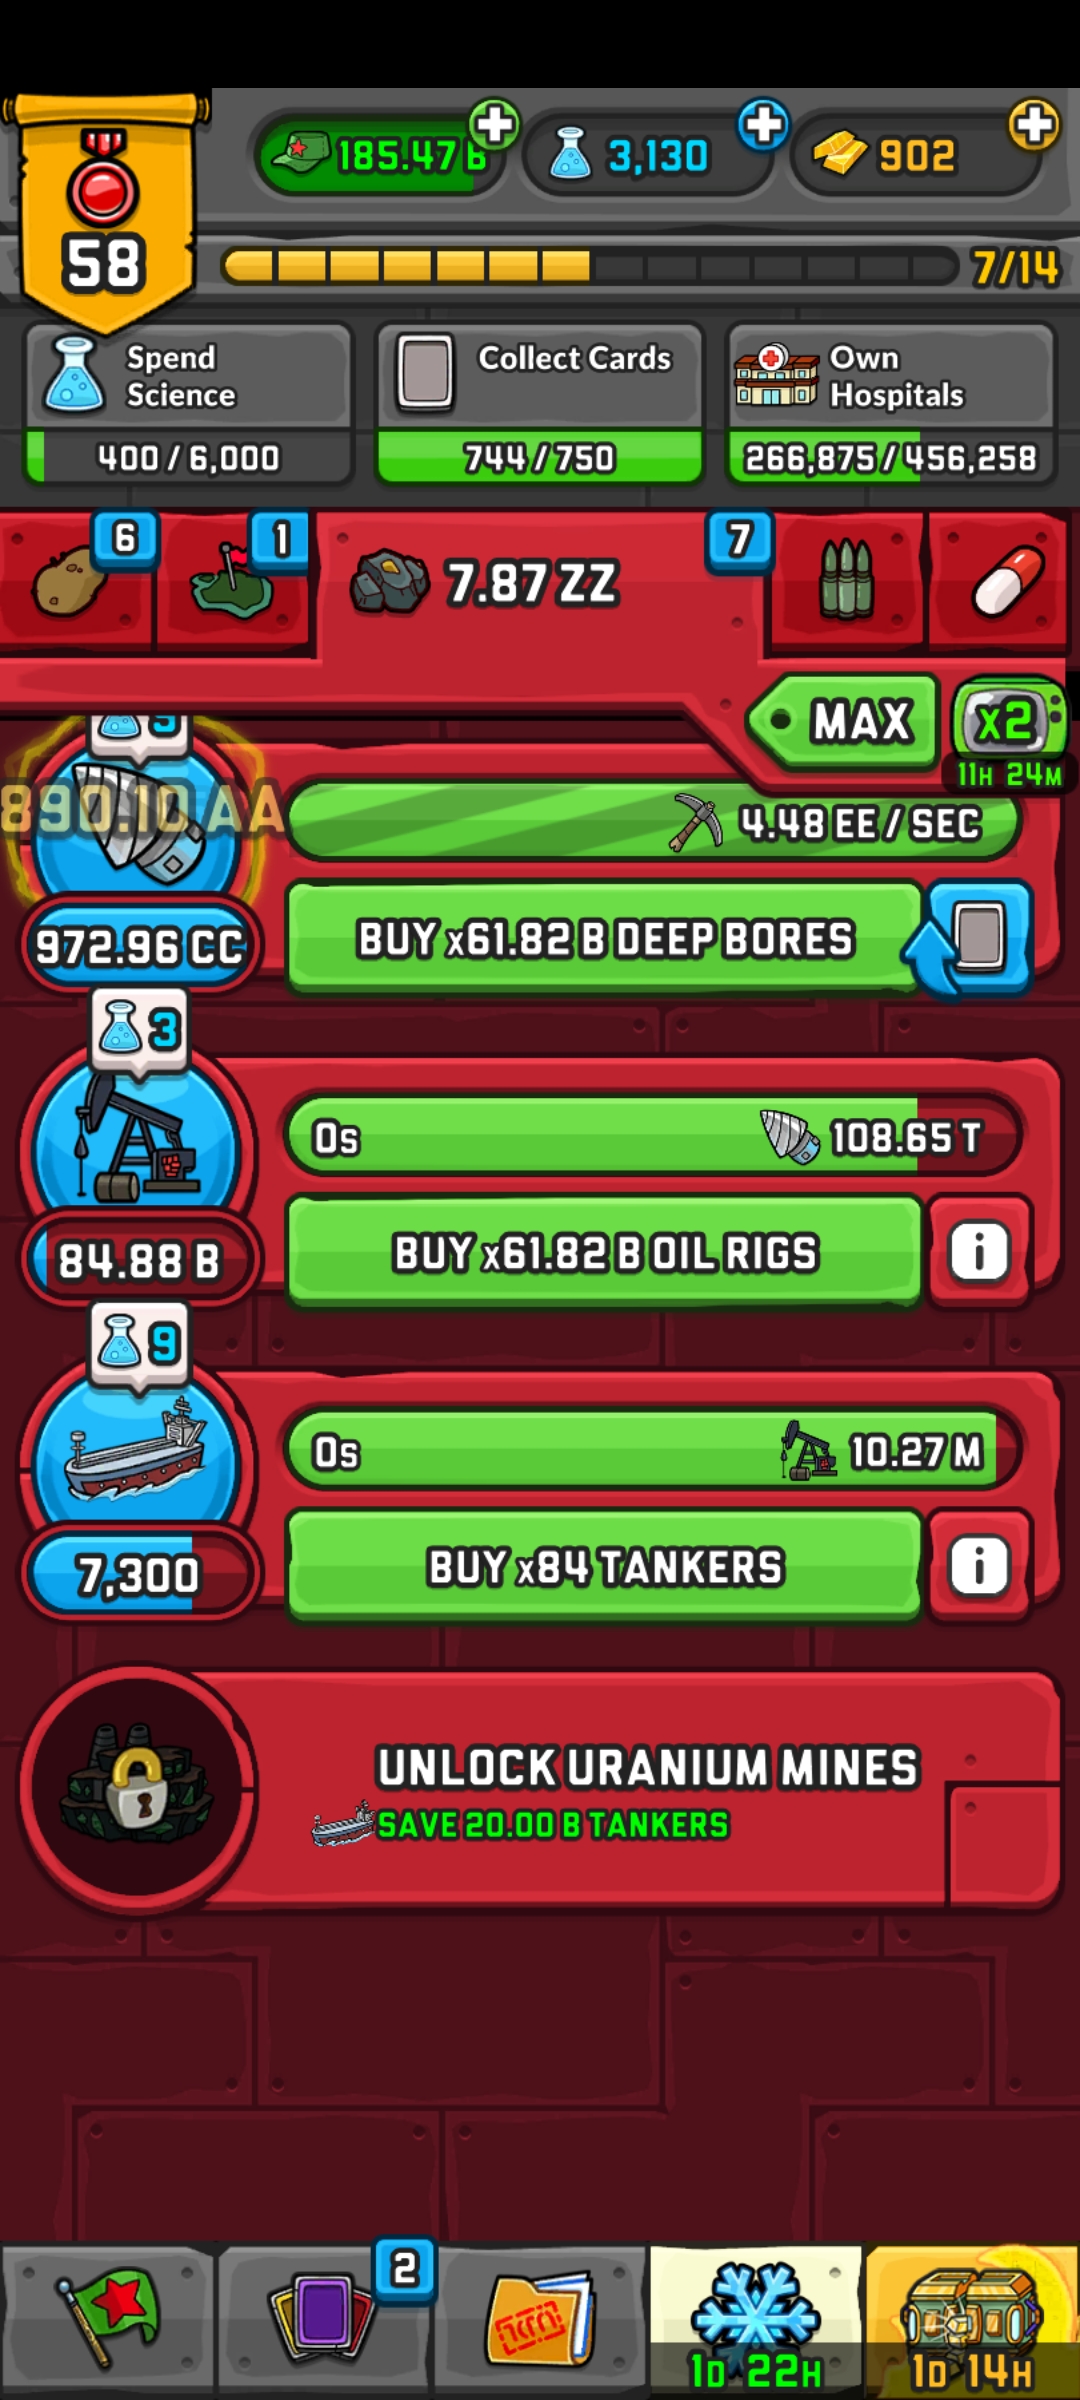 185.47 B
3,130
902
58
7/14
Spend
Science
Collect Cards
Own
Hospitals
400 / 6,000
744 / 750
266,875 / 456,258
6
1
7.87 ZZ
7
MAX
x2
11H 24M
890.10 AA
4.48 EE / SEC
972.96 CC
BUY x61.82 B DEEP BORES
3
0s
108.65 T
84.88 B
BUY x61.82 B OIL RIGS
i
9
0s
10.27 M
7,300
BUY x84 TANKERS
i
UNLOCK URANIUM MINES
SAVE 20.00 B TANKERS
2
1D 22H
1D 14H